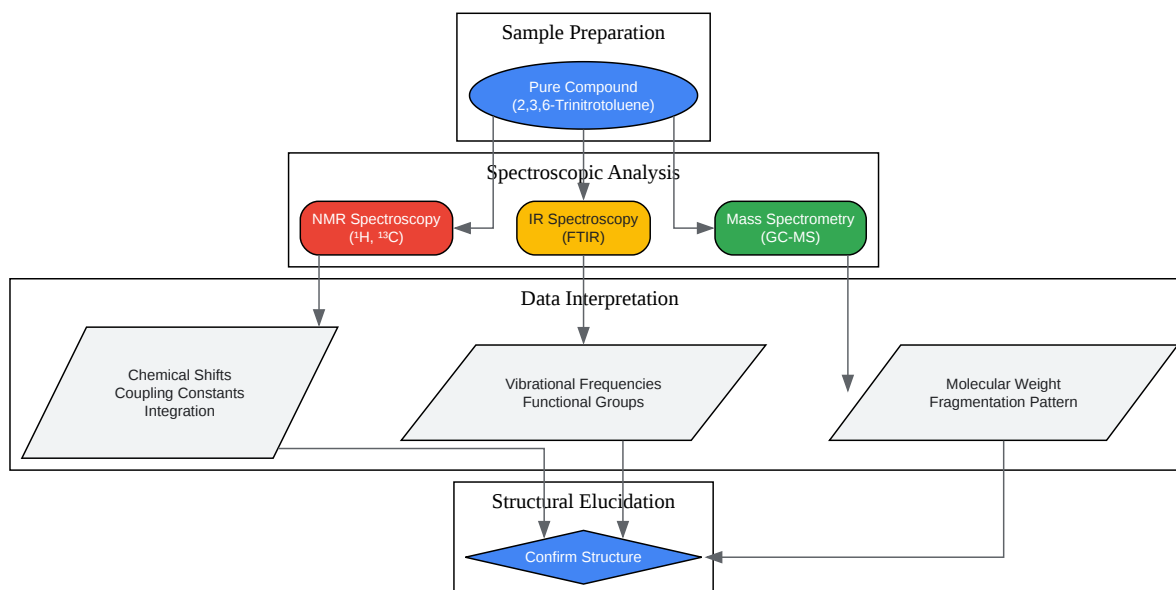 Sample Preparation
Pure Compound
(2,3,6-Trinitrotoluene)
Spectroscopic Analysis
NMR Spectroscopy
(¹H, ¹³C)
IR Spectroscopy
(FTIR)
Mass Spectrometry
(GC-MS)
Data Interpretation
Chemical Shifts
Coupling Constants
Integration
Vibrational Frequencies
Functional Groups
Molecular Weight
Fragmentation Pattern
Structural Elucidation
Confirm Structure